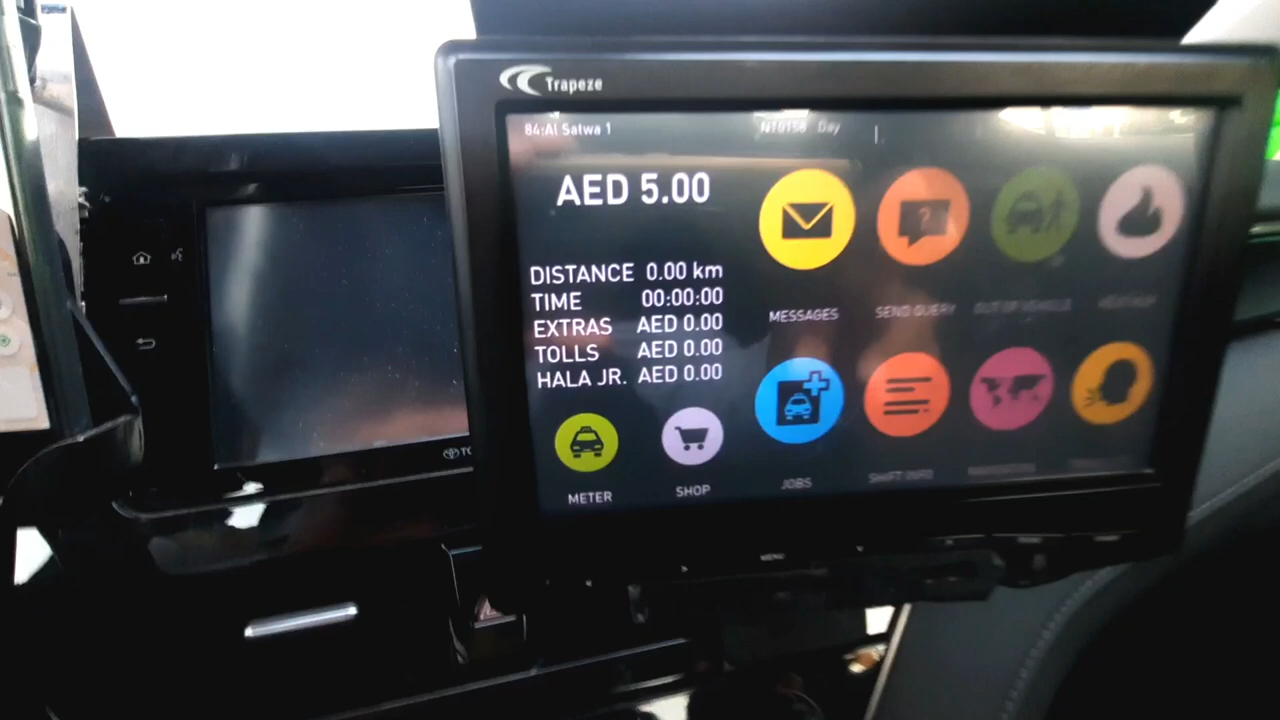 Trapeze
84:Al Satwa 1
NT0156 Day
AED 5.00
DISTANCE 0.00 km
TIME 00:00:00
EXTRAS AED 0.00
TOLLS AED 0.00
HALA JR. AED 0.00
MESSAGES
SEND QUERY
OUT OF VEHICLE
METER
SHOP
JOBS
SHIFT INFO
MENU